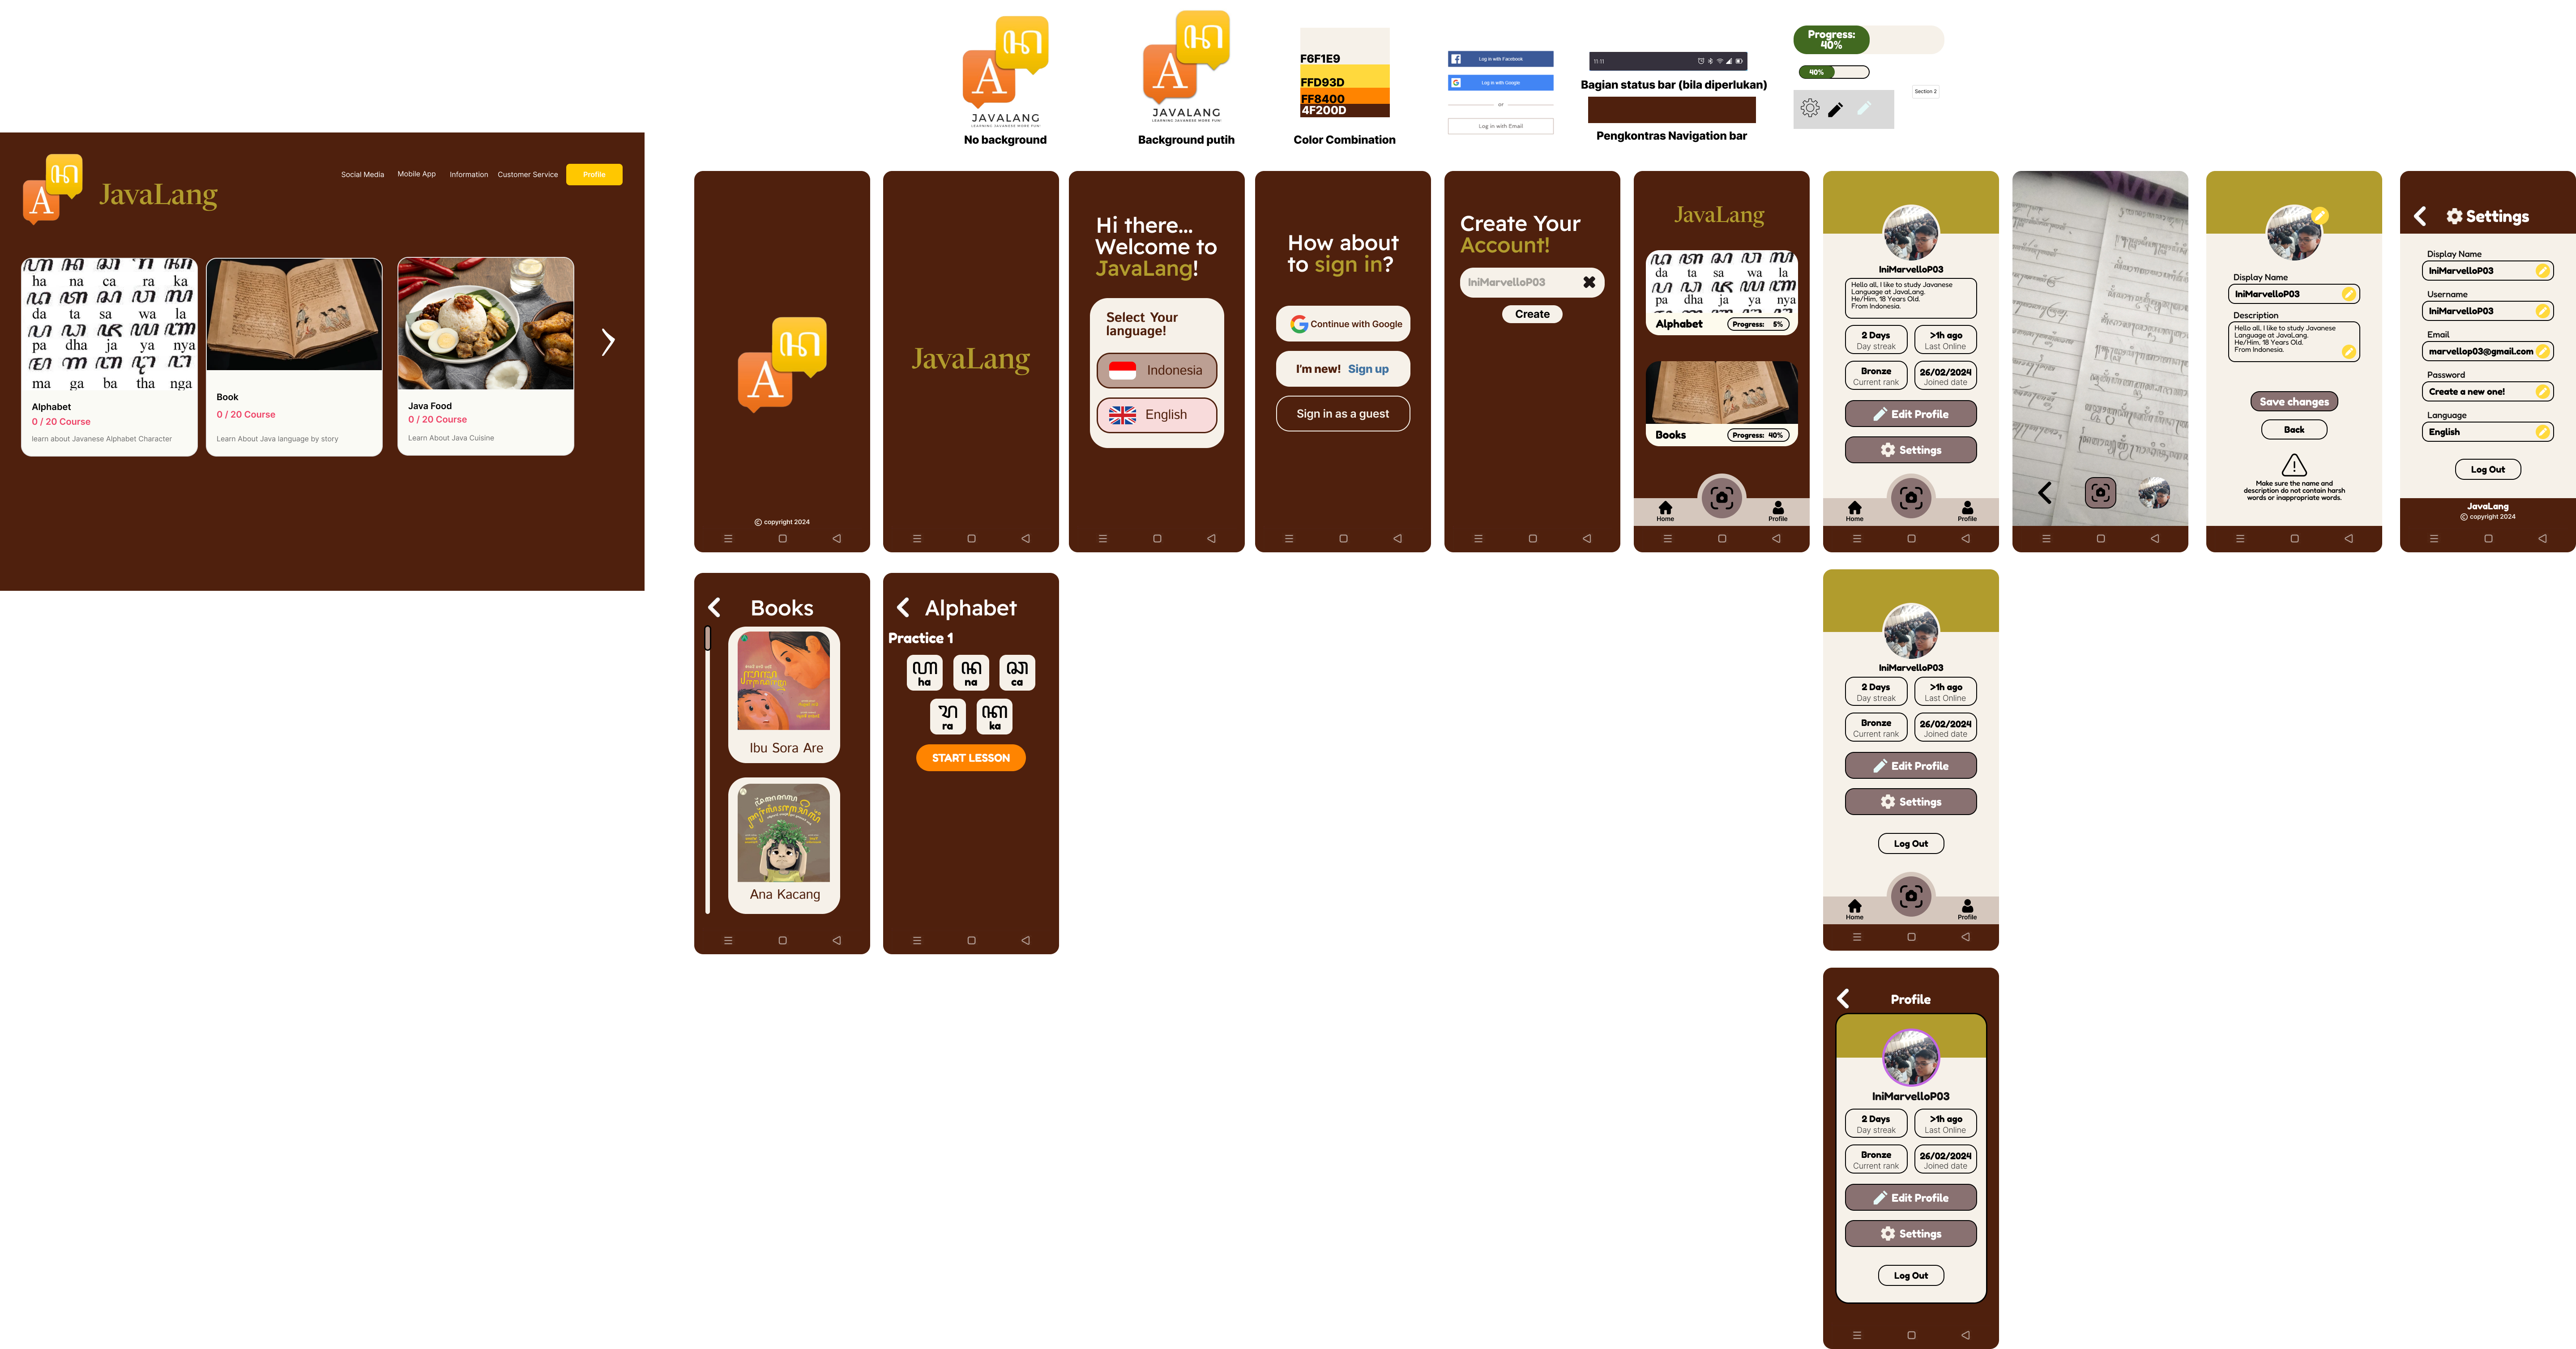 ꦲꦤ
A
JAVALANG
LEARNING JAVANESE MORE FUN!
No background
A
JAVALANG
LEARNING JAVANESE MORE FUN!
Background putih
F6F1E9
FFD93D
FF8400
4F200D
Color Combination
Log in with Facebook
Log in with Google
or
Log in with Email
11:11
Bagian status bar (bila diperlukan)
Pengkontras Navigation bar
Progress:
40%
40%
Section 2
A
JavaLang
Social Media
Mobile App
Information
Customer Service
Profile
ha na ca ra ka
da ta sa wa la
pa dha ja ya nya
ma ga ba tha nga
Alphabet
0 / 20 Course
learn about Javanese Alphabet Character
Book
0 / 20 Course
Learn About Java language by story
Java Food
0 / 20 Course
Learn About Java Cuisine
A
© copyright 2024
JavaLang
Hi there...
Welcome to
JavaLang!
Select Your
language!
Indonesia
English
How about
to sign in?
Continue with Google
I'm new! Sign up
Sign in as a guest
Create Your
Account!
IniMarvelloP03
Create
JavaLang
da ta sa wa la
pa dha ja ya nya
Alphabet
Progress: 5%
Books
Progress: 40%
Home
Profile
IniMarvelloP03
Hello all, I like to study Javanese
Language at JavaLang.
He/Him, 18 Years Old.
From Indonesia.
2 Days
Day streak
>1h ago
Last Online
Bronze
Current rank
26/02/2024
Joined date
Edit Profile
Settings
Home
Profile
Display Name
IniMarvelloP03
Description
Hello all, I like to study Javanese
Language at JavaLang.
He/Him, 18 Years Old.
From Indonesia.
Save changes
Back
Make sure the name and
description do not contain harsh
words or inappropriate words.
Settings
Display Name
IniMarvelloP03
Username
IniMarvelloP03
Email
marvellop03@gmail.com
Password
Create a new one!
Language
English
Log Out
JavaLang
© copyright 2024
Books
Ibu Sora Are
Ana Kacang
Alphabet
Practice 1
ꦲ ꦤ ꦕ
ha na ca
ꦫ ꦏ
ra ka
START LESSON
IniMarvelloP03
2 Days
Day streak
>1h ago
Last Online
Bronze
Current rank
26/02/2024
Joined date
Edit Profile
Settings
Log Out
Home
Profile
Profile
IniMarvelloP03
2 Days
Day streak
>1h ago
Last Online
Bronze
Current rank
26/02/2024
Joined date
Edit Profile
Settings
Log Out